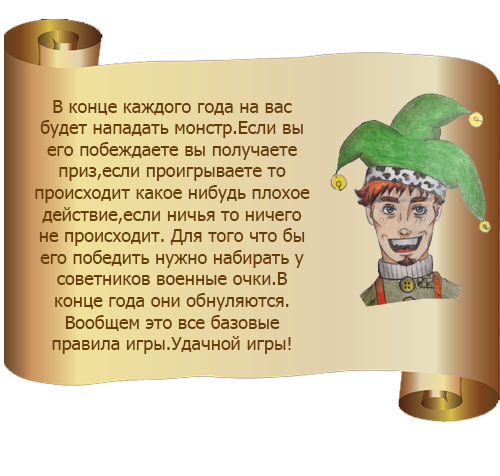 В конце каждого года на вас
будет нападать монстр.Если вы
его побеждаете вы получаете
приз,если проигрываете то
происходит какое нибудь плохое
действие,если ничья то ничего
не происходит. Для того что бы
его победить нужно набирать у
советников военные очки.В
конце года они обнуляются.
Вообщем это все базовые
правила игры.Удачной игры!